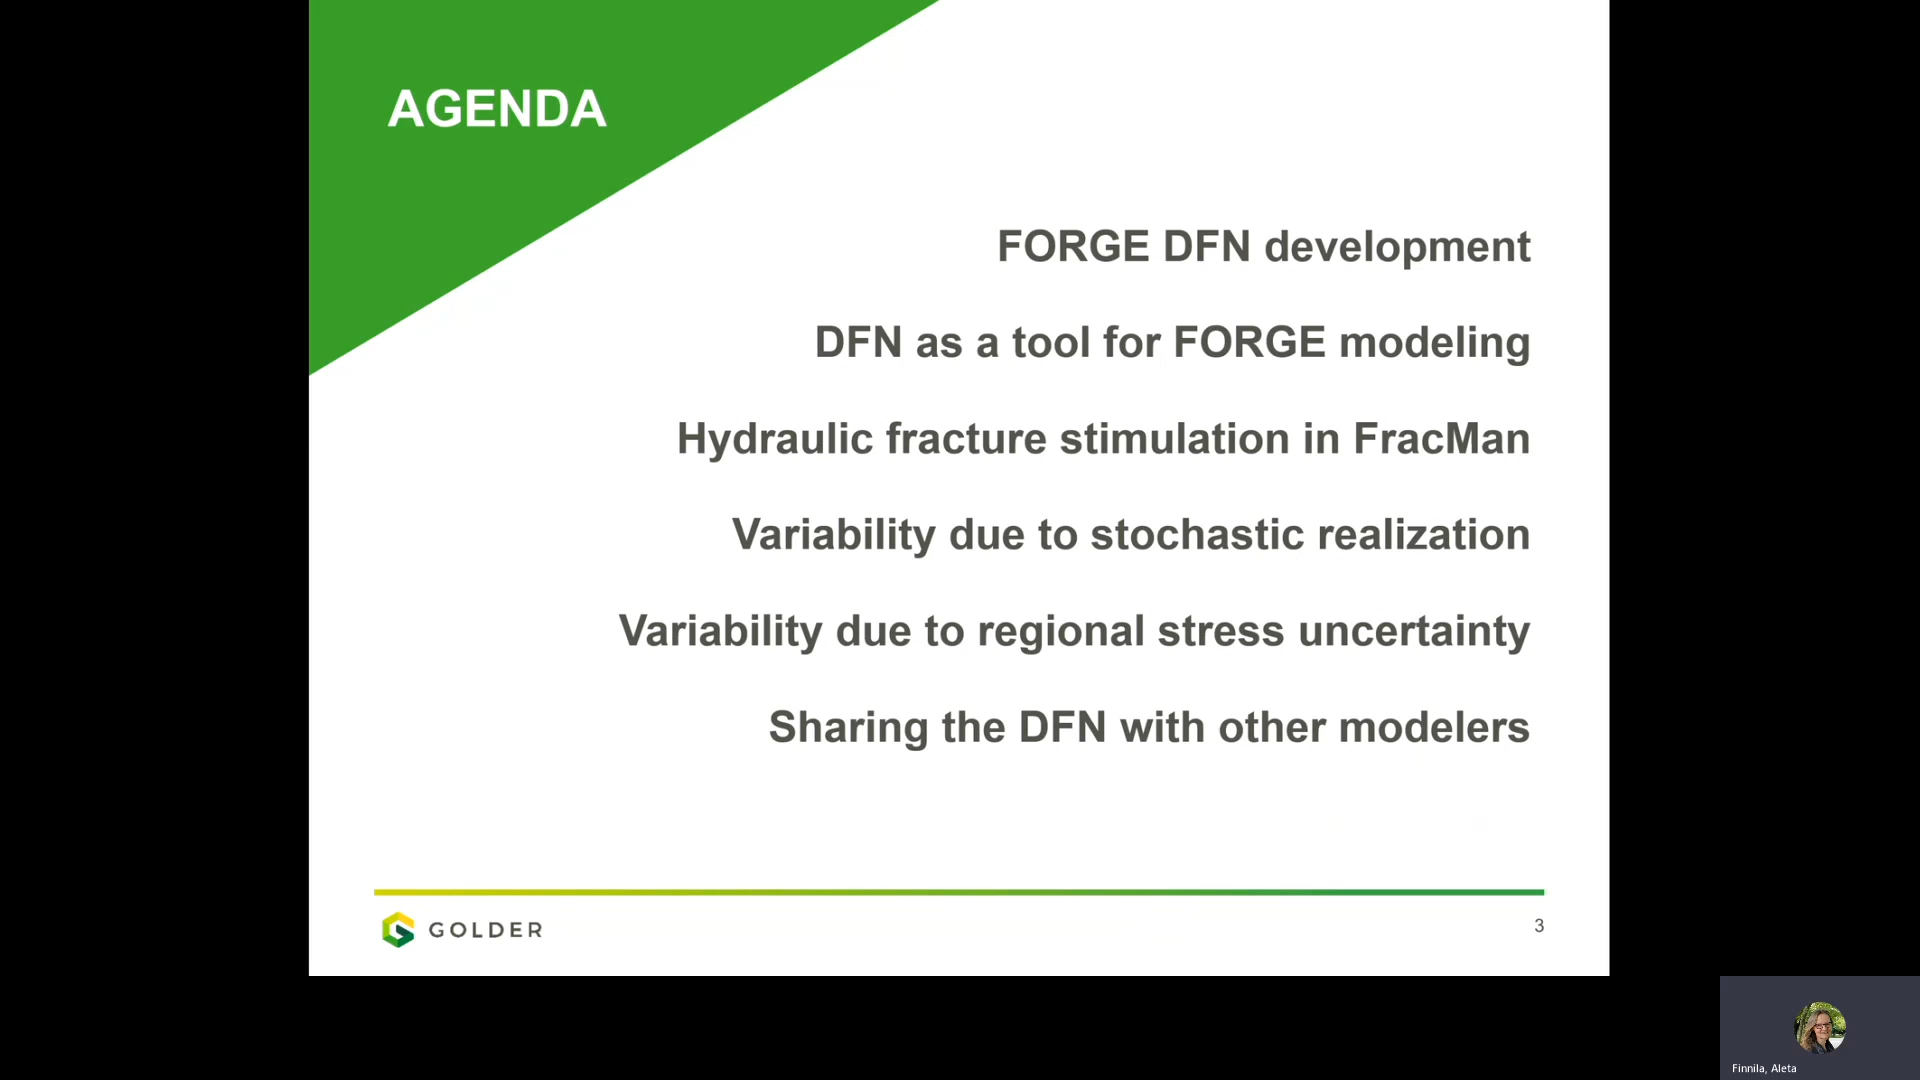 AGENDA
FORGE DFN development
DFN as a tool for FORGE modeling
Hydraulic fracture stimulation in FracMan
Variability due to stochastic realization
Variability due to regional stress uncertainty
Sharing the DFN with other modelers
GOLDER
3
Finnila, Aleta